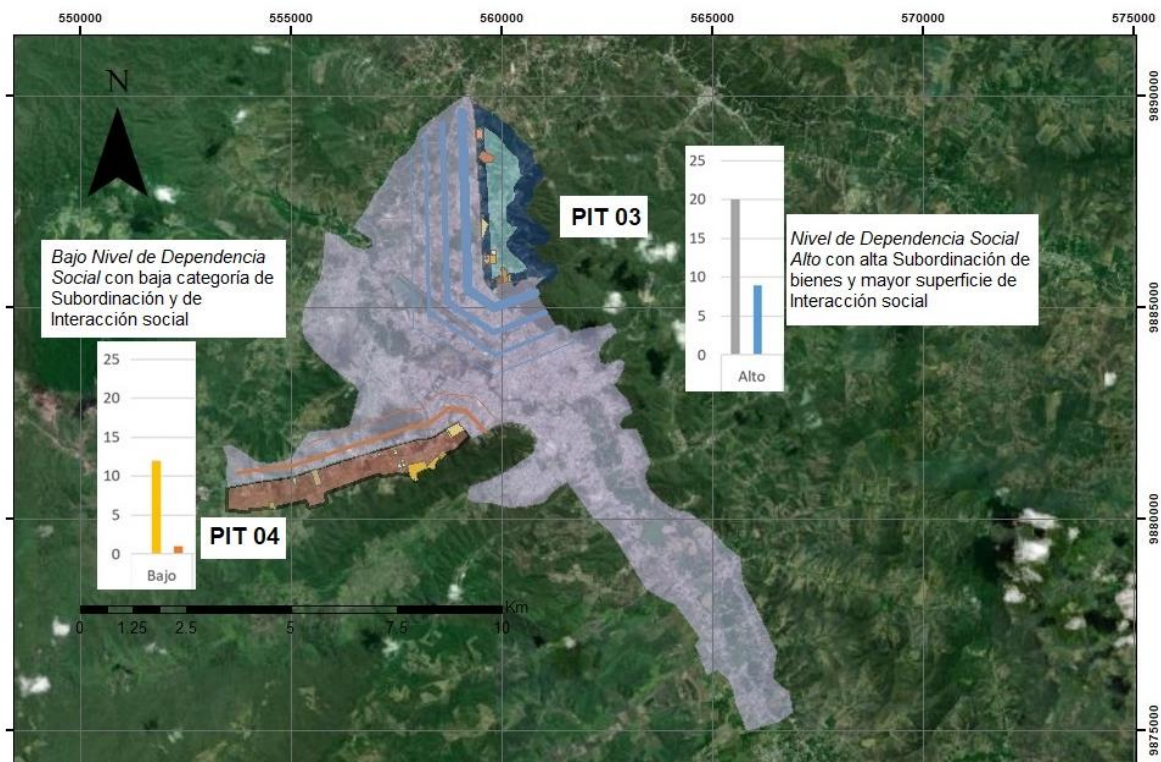 550000
555000
560000
565000
570000
575000
N
9890000
PIT 03
25
20
15
10
5
0
Alto
Nivel de Dependencia Social
Alto con alta Subordinación de
bienes y mayor superficie de
Interacción social
Bajo Nivel de Dependencia
Social con baja categoría de
Subordinación y de
Interacción social
9885000
25
20
15
10
5
0
Bajo
PIT 04
9880000
Km
0
1.25
2.5
5
7.5
10
9875000